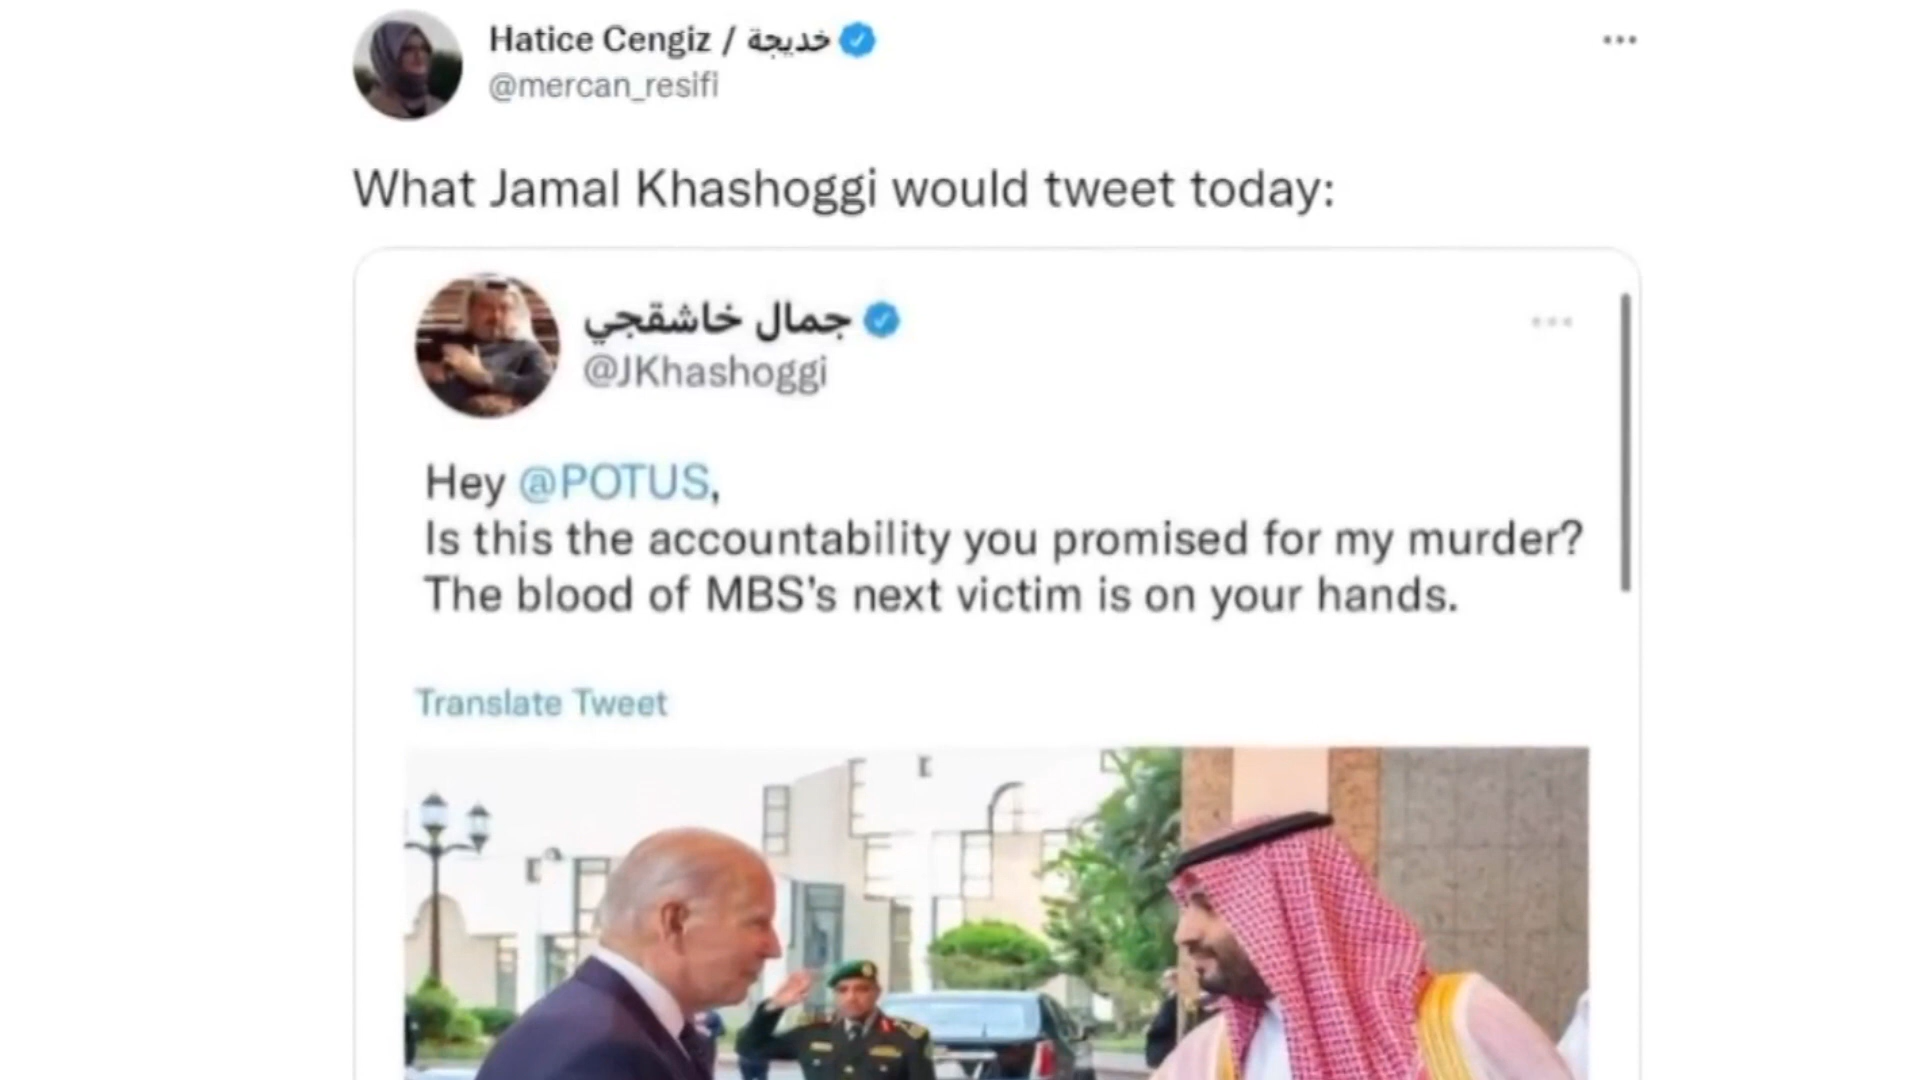 Hatice Cengiz / خديجة
@mercan_resifi
What Jamal Khashoggi would tweet today:
جمال خاشقجي
@JKhashoggi
Hey @POTUS,
Is this the accountability you promised for my murder?
The blood of MBS's next victim is on your hands.
Translate Tweet